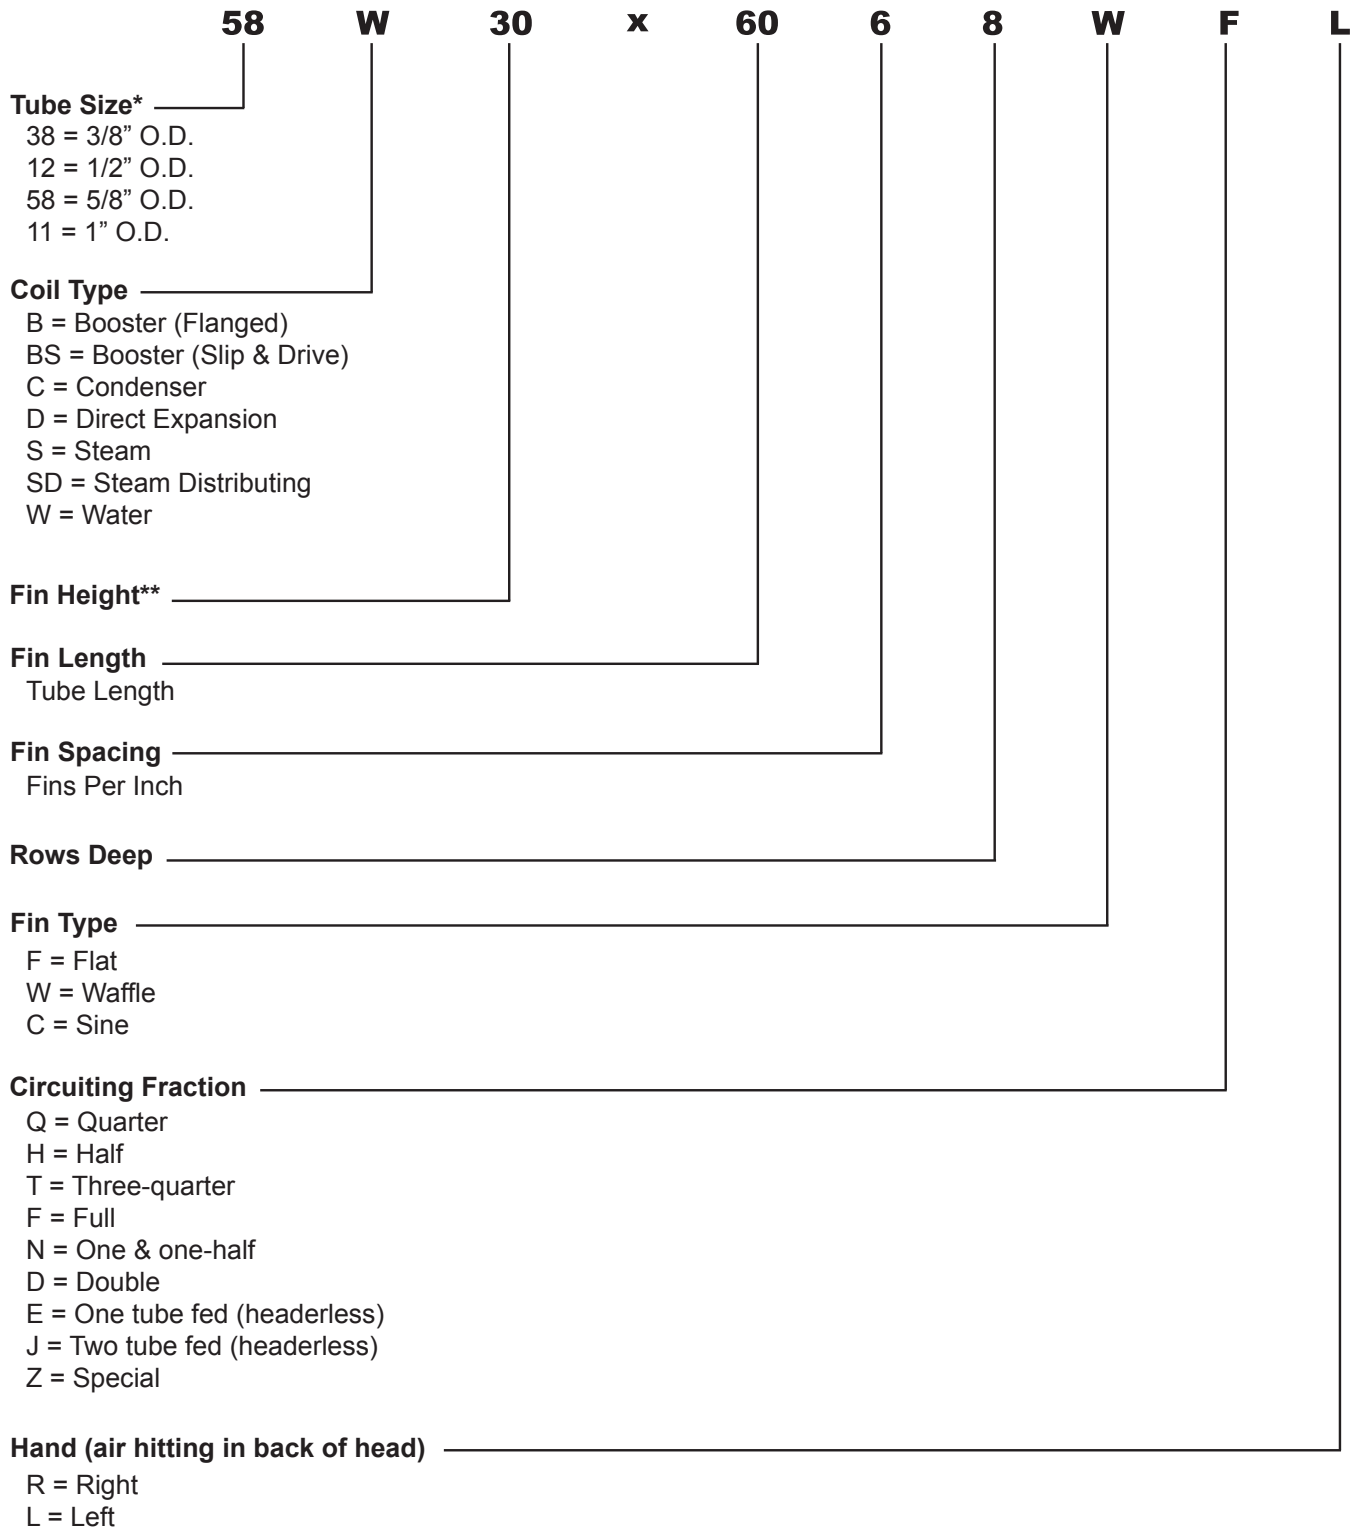 58 W 30 x 60 6 8 W F L
Tube Size*
38 = 3/8” O.D.
12 = 1/2” O.D.
58 = 5/8” O.D.
11 = 1” O.D.
Coil Type
B = Booster (Flanged)
BS = Booster (Slip & Drive)
C = Condenser
D = Direct Expansion
S = Steam
SD = Steam Distributing
W = Water
Fin Height**
Fin Length
Tube Length
Fin Spacing
Fins Per Inch
Rows Deep
Fin Type
F = Flat
W = Waffle
C = Sine
Circuiting Fraction
Q = Quarter
H = Half
T = Three-quarter
F = Full
N = One & one-half
D = Double
E = One tube fed (headerless)
J = Two tube fed (headerless)
Z = Special
Hand (air hitting in back of head)
R = Right
L = Left